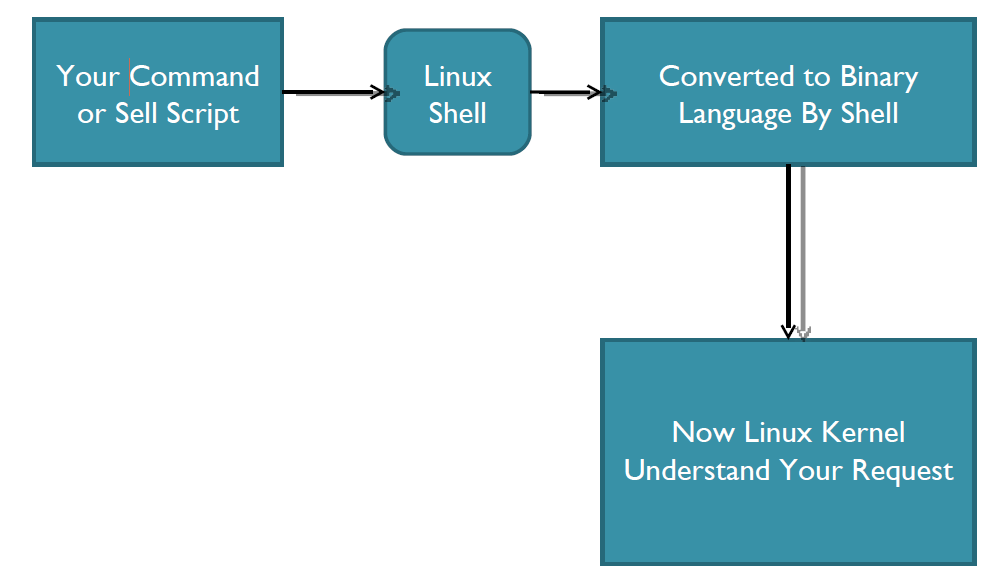 Your Command
or Sell Script
Linux
Shell
Converted to Binary
Language By Shell
Now Linux Kernel
Understand Your Request